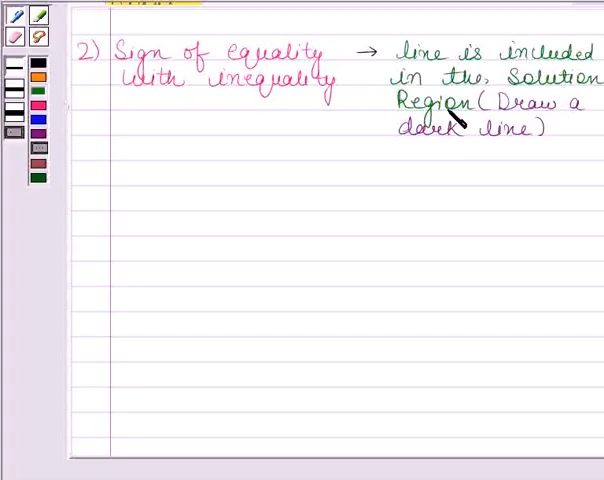 2) Sign of equality → line is included
with inequality in the. Solution
Region (Draw a
dark line)